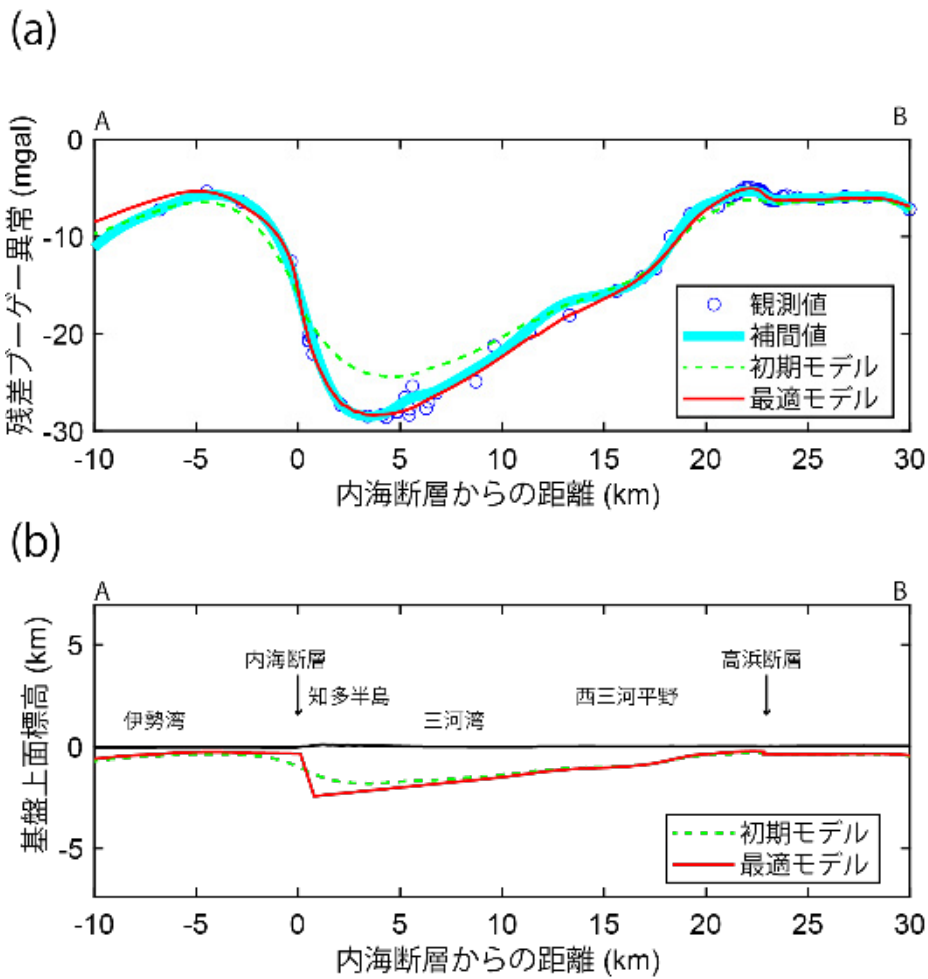 (a)
A
B
0
-10
-20
-30
残差ブーゲー異常 (mgal)
観測値
補間値
初期モデル
最適モデル
-10 -5 0 5 10 15 20 25 30
内海断層からの距離 (km)
(b)
A
B
5
0
-5
基盤上面標高 (km)
内海断層
高浜断層
知多半島
西三河平野
伊勢湾
三河湾
初期モデル
最適モデル
-10 -5 0 5 10 15 20 25 30
内海断層からの距離 (km)